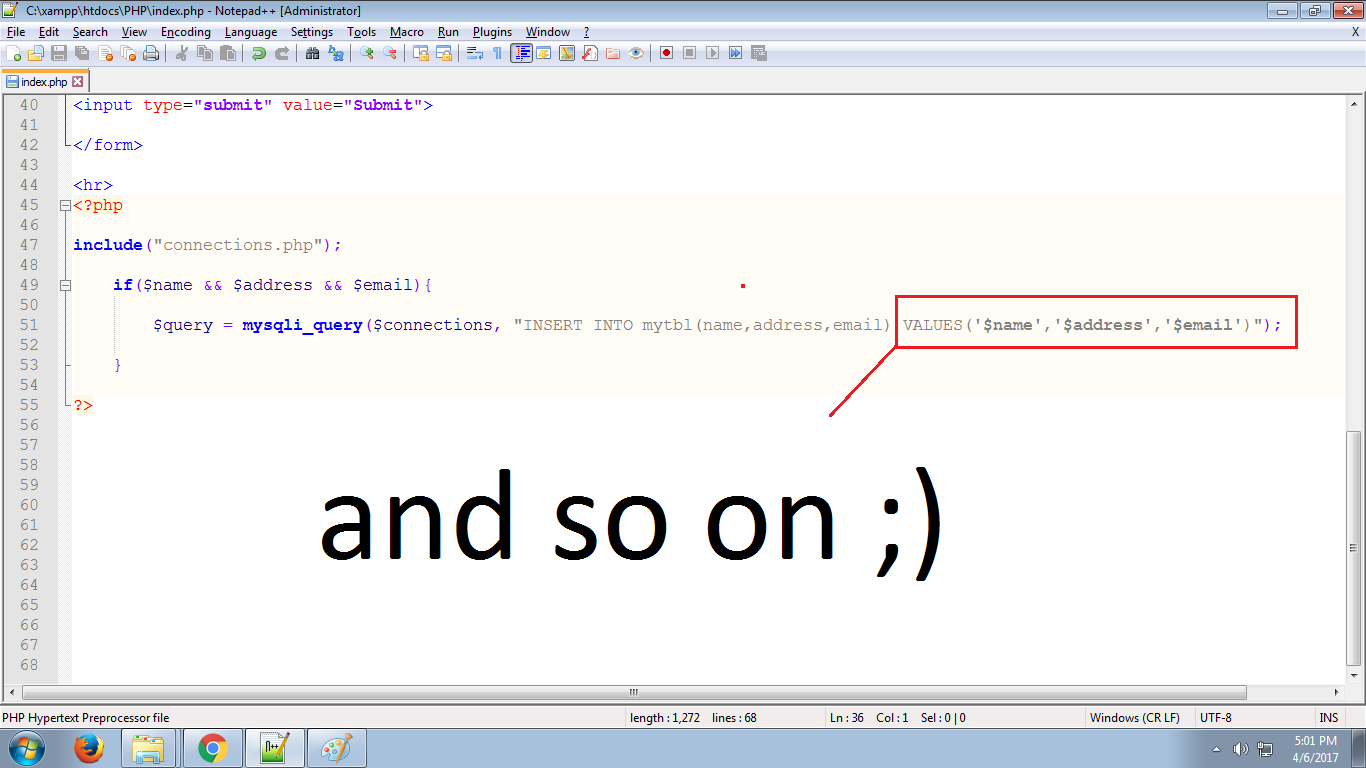 C:\xampp\htdocs\PHP\index.php - Notepad++ [Administrator]
File Edit Search View Encoding Language Settings Tools Macro Run Plugins Window ? X
index.php
40 <input type="submit" value="Submit">
41
42 </form>
43
44 <hr>
45 <?php
46
47 include("connections.php");
48
49 if($name && $address && $email){
50
51 $query = mysqli_query($connections, "INSERT INTO mytbl(name,address,email) VALUES('$name','$address','$email')");
52
53 }
54
55 ?>
56
57
58
59
60
61
62
63
64
65
66
67
68
and so on ;)
PHP Hypertext Preprocessor file length : 1,272 lines : 68 Ln : 36 Col : 1 Sel : 0 | 0 Windows (CR LF) UTF-8 INS
5:01 PM
4/6/2017